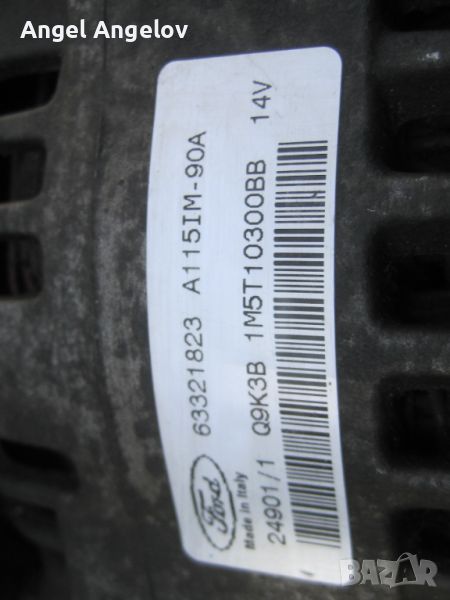 Angel Angelov
63321823 A115IM-90A
Ford
Made in Italy
24901/1 Q9K3B 1M5T10300BB 14V
BAZAR